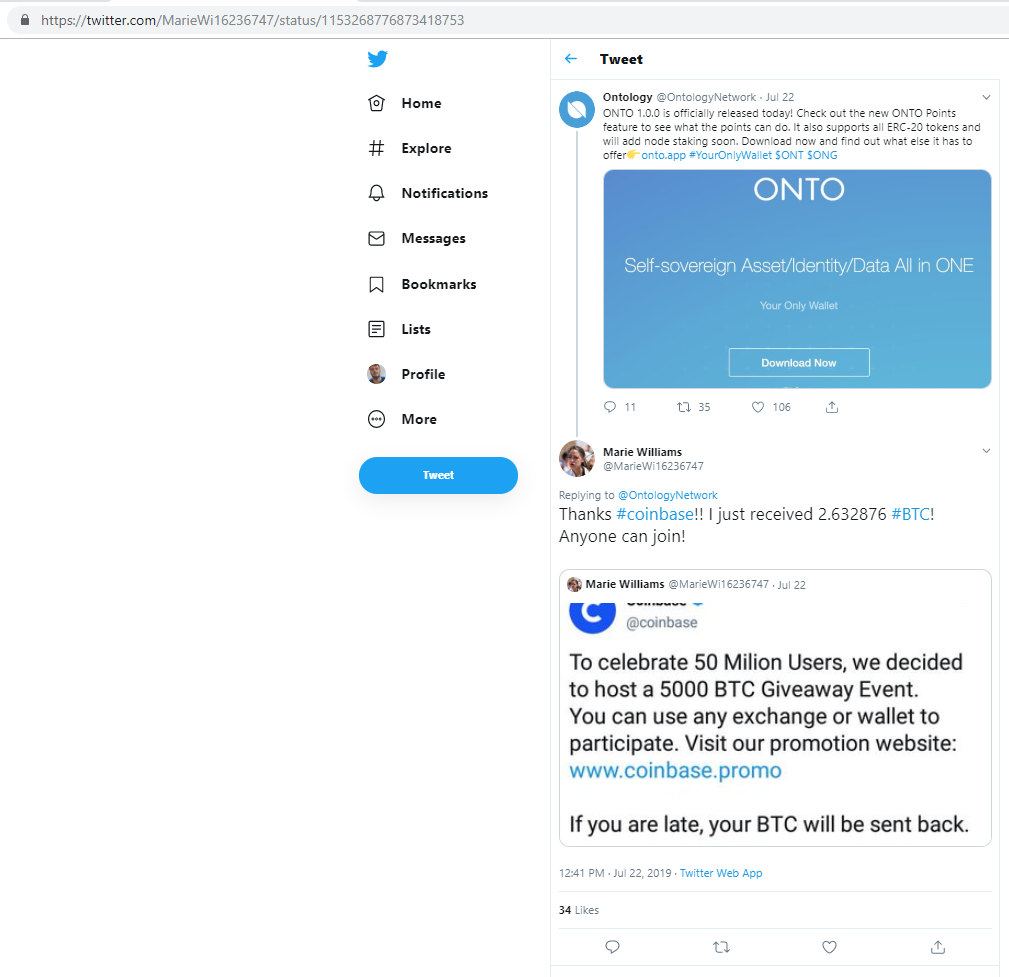 https://twitter.com/MarieWi16236747/status/1153268776873418753
Tweet
Home
Explore
Notifications
Messages
Bookmarks
Lists
Profile
More
Tweet
Ontology @OntologyNetwork · Jul 22
ONTO 1.0.0 is officially released today! Check out the new ONTO Points
feature to see what the points can do. It also supports all ERC-20 tokens and
will add node staking soon. Download now and find out what else it has to
offer👉onto.app #YourOnlyWallet $ONT $ONG
ONTO
Self-sovereign Asset/Identity/Data All in ONE
Your Only Wallet
Download Now
11 35 106
Marie Williams
@MarieWi16236747
Replying to @OntologyNetwork
Thanks #coinbase!! I just received 2.632876 #BTC!
Anyone can join!
Marie Williams @MarieWi16236747 · Jul 22
@coinbase
To celebrate 50 Milion Users, we decided
to host a 5000 BTC Giveaway Event.
You can use any exchange or wallet to
participate. Visit our promotion website:
www.coinbase.promo
If you are late, your BTC will be sent back.
12:41 PM · Jul 22, 2019 · Twitter Web App
34 Likes